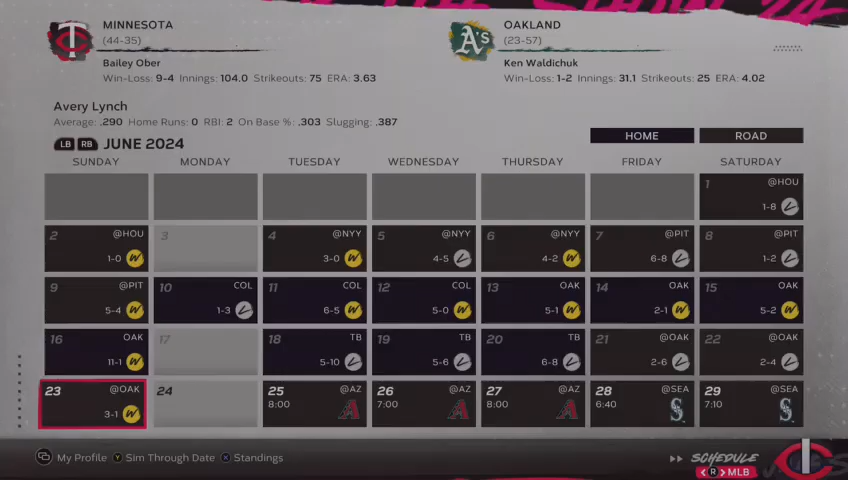 MINNESOTA
(44-35)
Bailey Ober
Win-Loss: 9-4 Innings: 104.0 Strikeouts: 75 ERA: 3.63
A's
OAKLAND
(23-57)
Ken Waldichuk
Win-Loss: 1-2 Innings: 31.1 Strikeouts: 25 ERA: 4.02
Avery Lynch
Average: .290 Home Runs: 0 RBI: 2 On Base %: .303 Slugging: .387
LB RB JUNE 2024
HOME ROAD
SUNDAY MONDAY TUESDAY WEDNESDAY THURSDAY FRIDAY SATURDAY
1 @HOU
1-8 L
2 @HOU 3 4 @NYY 5 @NYY 6 @NYY 7 @PIT 8 @PIT
1-0 W 3-0 W 4-5 L 4-2 W 6-8 L 1-2 L
9 @PIT 10 COL 11 COL 12 COL 13 OAK 14 OAK 15 OAK
5-4 W 1-3 L 6-5 W 5-0 W 5-1 W 2-1 W 5-2 W
16 OAK 17 18 TB 19 TB 20 TB 21 @OAK 22 @OAK
11-1 W 5-10 L 5-6 L 6-8 L 2-6 L 2-4 L
23 @OAK 24 25 @AZ 26 @AZ 27 @AZ 28 @SEA 29 @SEA
3-1 W 8:00 7:00 8:00 6:40 7:10
My Profile Y Sim Through Date X Standings
SCHEDULE
R MLB